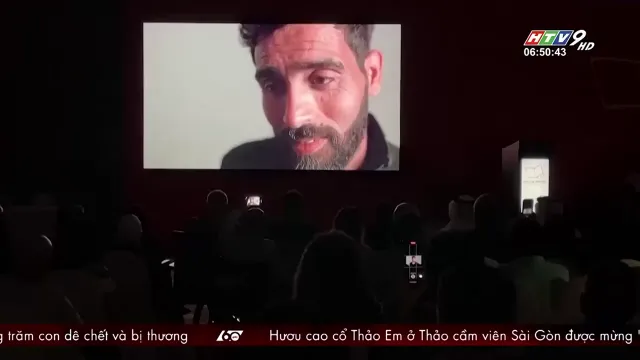 HTV9 HD
06:50:43
g trăm con dê chết và bị thương
60
Hươu cao cổ Thảo Em ở Thảo cầm viên Sài Gòn được mừng "